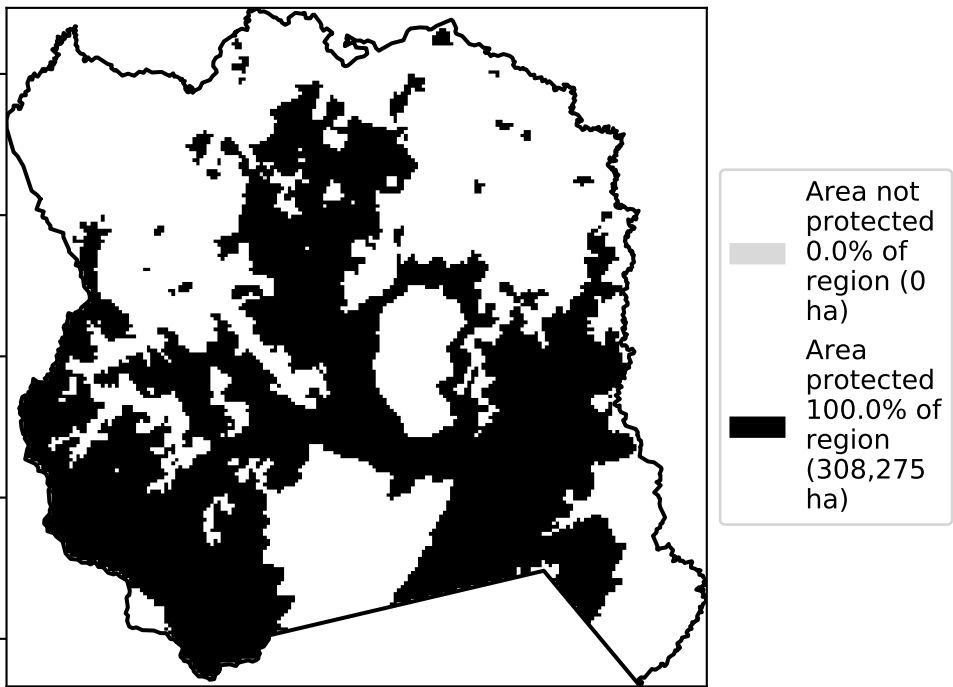 Area not
protected
0.0% of
region (0
ha)
Area
protected
100.0% of
region
(308,275
ha)